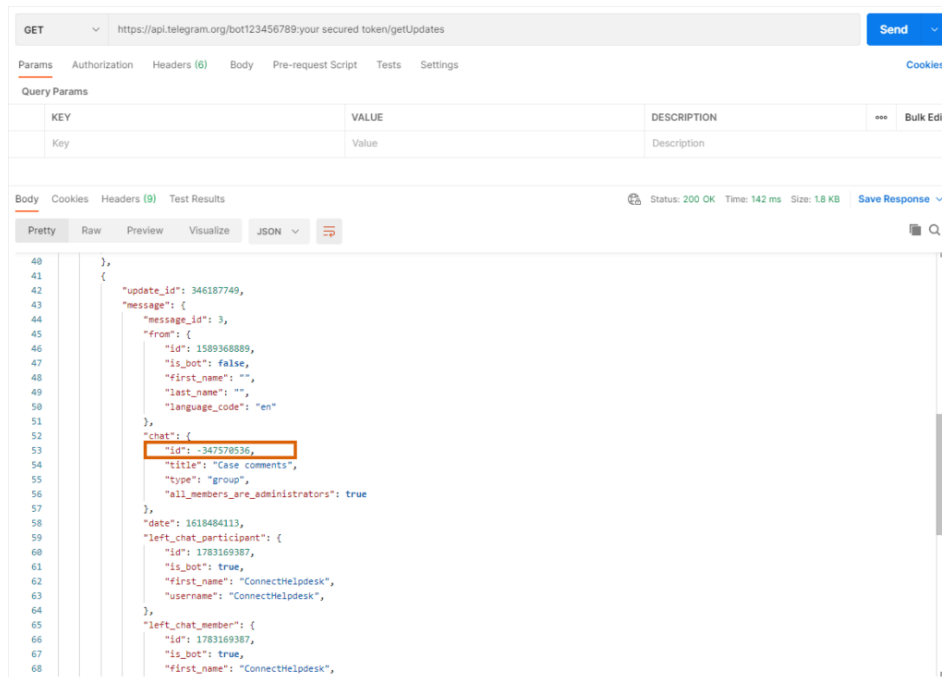 GET https://api.telegram.org/bot123456789:your secured token/getUpdates Send
Params Authorization Headers (6) Body Pre-request Script Tests Settings Cookies
Query Params
KEY VALUE DESCRIPTION ooo Bulk Edi
Key Value Description
Body Cookies Headers (9) Test Results Status: 200 OK Time: 142 ms Size: 1.8 KB Save Response
Pretty Raw Preview Visualize JSON
40 },
41 {
42 "update_id": 346187749,
43 "message": {
44 "message_id": 3,
45 "from": {
46 "id": 1589368889,
47 "is_bot": false,
48 "first_name": "",
49 "last_name": "",
50 "language_code": "en"
51 },
52 "chat": {
53 "id": -347570536,
54 "title": "Case comments",
55 "type": "group",
56 "all_members_are_administrators": true
57 },
58 "date": 1618484113,
59 "left_chat_participant": {
60 "id": 1783169387,
61 "is_bot": true,
62 "first_name": "ConnectHelpdesk",
63 "username": "ConnectHelpdesk",
64 },
65 "left_chat_member": {
66 "id": 1783169387,
67 "is_bot": true,
68 "first_name": "ConnectHelpdesk",